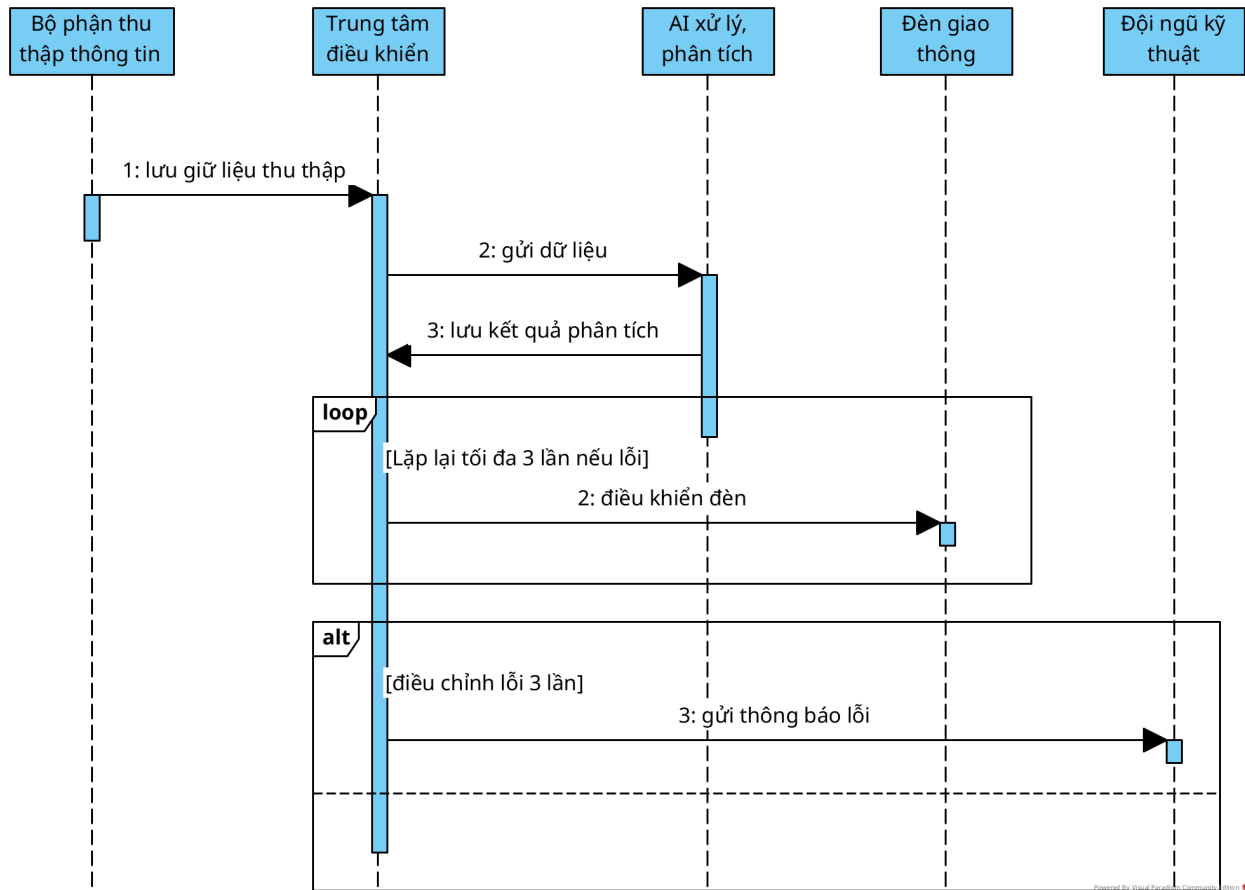 Bộ phận thu
thập thông tin
Trung tâm
điều khiển
AI xử lý,
phân tích
Đèn giao
thông
Đội ngũ kỹ
thuật
1: lưu giữ liệu thu thập
2: gửi dữ liệu
3: lưu kết quả phân tích
loop
[Lặp lại tối đa 3 lần nếu lỗi]
2: điều khiển đèn
alt
[điều chỉnh lỗi 3 lần]
3: gửi thông báo lỗi
Powered By Visual Paradigm Community Edition